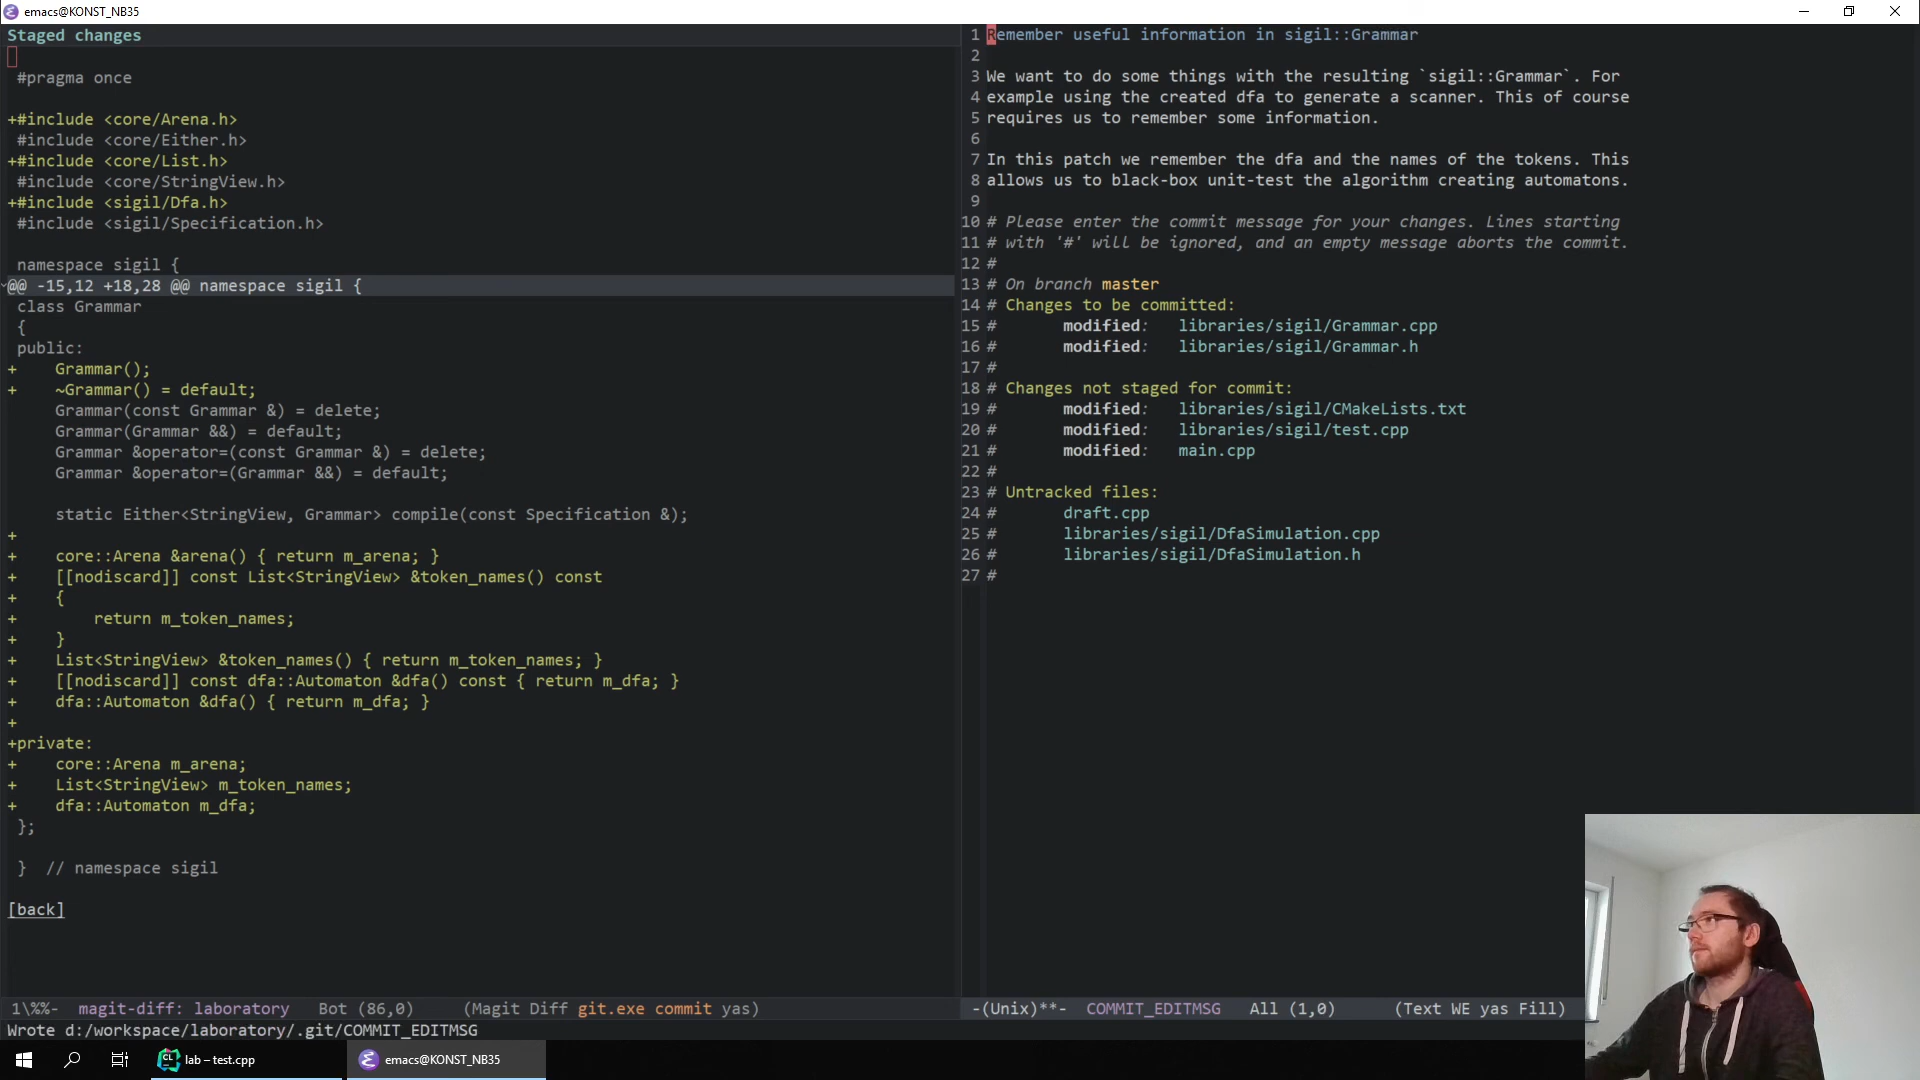 emacs@KONST_NB35
Staged changes
#pragma once
+#include <core/Arena.h>
#include <core/Either.h>
+#include <core/List.h>
#include <core/StringView.h>
+#include <sigil/Dfa.h>
#include <sigil/Specification.h>
namespace sigil {
@@ -15,12 +18,28 @@ namespace sigil {
class Grammar
{
public:
+    Grammar();
+    ~Grammar() = default;
Grammar(const Grammar &) = delete;
Grammar(Grammar &&) = default;
Grammar &operator=(const Grammar &) = delete;
Grammar &operator=(Grammar &&) = default;
static Either<StringView, Grammar> compile(const Specification &);
+
+    core::Arena &arena() { return m_arena; }
+    [[nodiscard]] const List<StringView> &token_names() const
+    {
+        return m_token_names;
+    }
+    List<StringView> &token_names() { return m_token_names; }
+    [[nodiscard]] const dfa::Automaton &dfa() const { return m_dfa; }
+    dfa::Automaton &dfa() { return m_dfa; }
+
+private:
+    core::Arena m_arena;
+    List<StringView> m_token_names;
+    dfa::Automaton m_dfa;
};
}  // namespace sigil
[back]
1\%%-  magit-diff: laboratory   Bot (86,0)     (Magit Diff git.exe commit yas)
Wrote d:/workspace/laboratory/.git/COMMIT_EDITMSG
1 Remember useful information in sigil::Grammar
2
3 We want to do some things with the resulting `sigil::Grammar`. For
4 example using the created dfa to generate a scanner. This of course
5 requires us to remember some information.
6
7 In this patch we remember the dfa and the names of the tokens. This
8 allows us to black-box unit-test the algorithm creating automatons.
9
10 # Please enter the commit message for your changes. Lines starting
11 # with '#' will be ignored, and an empty message aborts the commit.
12 #
13 # On branch master
14 # Changes to be committed:
15 #       modified:   libraries/sigil/Grammar.cpp
16 #       modified:   libraries/sigil/Grammar.h
17 #
18 # Changes not staged for commit:
19 #       modified:   libraries/sigil/CMakeLists.txt
20 #       modified:   libraries/sigil/test.cpp
21 #       modified:   main.cpp
22 #
23 # Untracked files:
24 #       draft.cpp
25 #       libraries/sigil/DfaSimulation.cpp
26 #       libraries/sigil/DfaSimulation.h
27 #
-(Unix)**-  COMMIT_EDITMSG   All (1,0)      (Text WE yas Fill)
CL lab – test.cpp
emacs@KONST_NB35